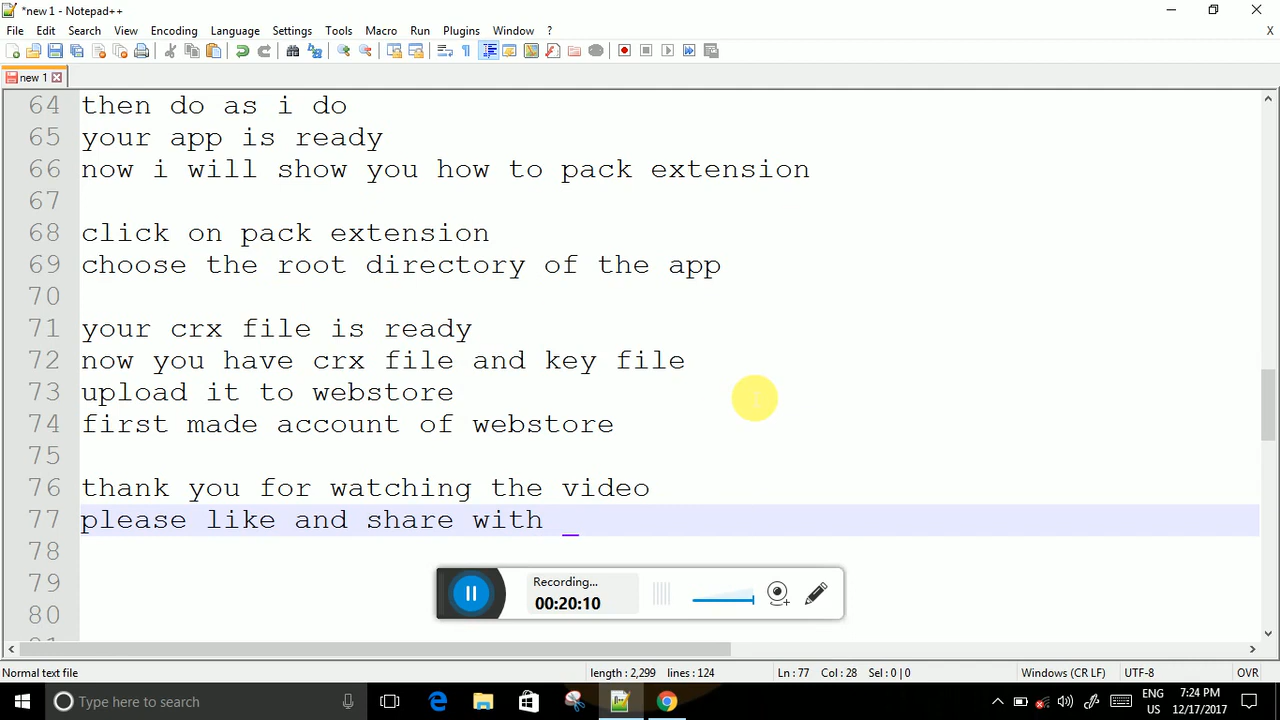 *new 1 - Notepad++
File Edit Search View Encoding Language Settings Tools Macro Run Plugins Window ? X
new 1
64 then do as i do
65 your app is ready
66 now i will show you how to pack extension
67
68 click on pack extension
69 choose the root directory of the app
70
71 your crx file is ready
72 now you have crx file and key file
73 upload it to webstore
74 first made account of webstore
75
76 thank you for watching the video
77 please like and share with _
78
79
80
Recording...
00:20:10
Normal text file length : 2,299 lines : 124 Ln : 77 Col : 28 Sel : 0 | 0 Windows (CR LF) UTF-8 OVR
Type here to search
ENG
US
7:24 PM
12/17/2017